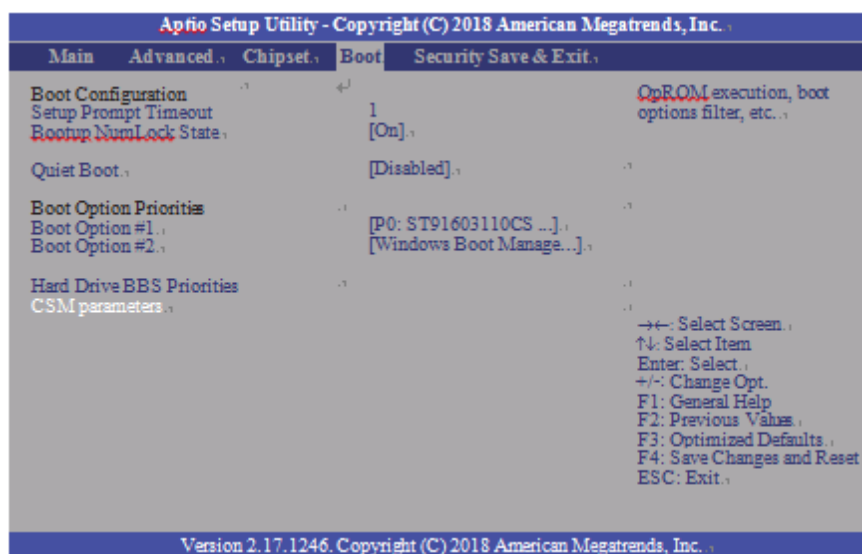 Aptio Setup Utility - Copyright (C) 2018 American Megatrends, Inc.
Main Advanced Chipset Boot Security Save & Exit
Boot Configuration
Setup Prompt Timeout 1
Bootup NumLock State [On]
Quiet Boot [Disabled]
Boot Option Priorities
Boot Option #1 [P0: ST91603110CS ...]
Boot Option #2 [Windows Boot Manage...]
Hard Drive BBS Priorities
CSM parameters
OpROM execution, boot
options filter, etc.
→←: Select Screen
↑↓: Select Item
Enter: Select
+/-: Change Opt.
F1: General Help
F2: Previous Values
F3: Optimized Defaults
F4: Save Changes and Reset
ESC: Exit
Version 2.17.1246. Copyright (C) 2018 American Megatrends, Inc.